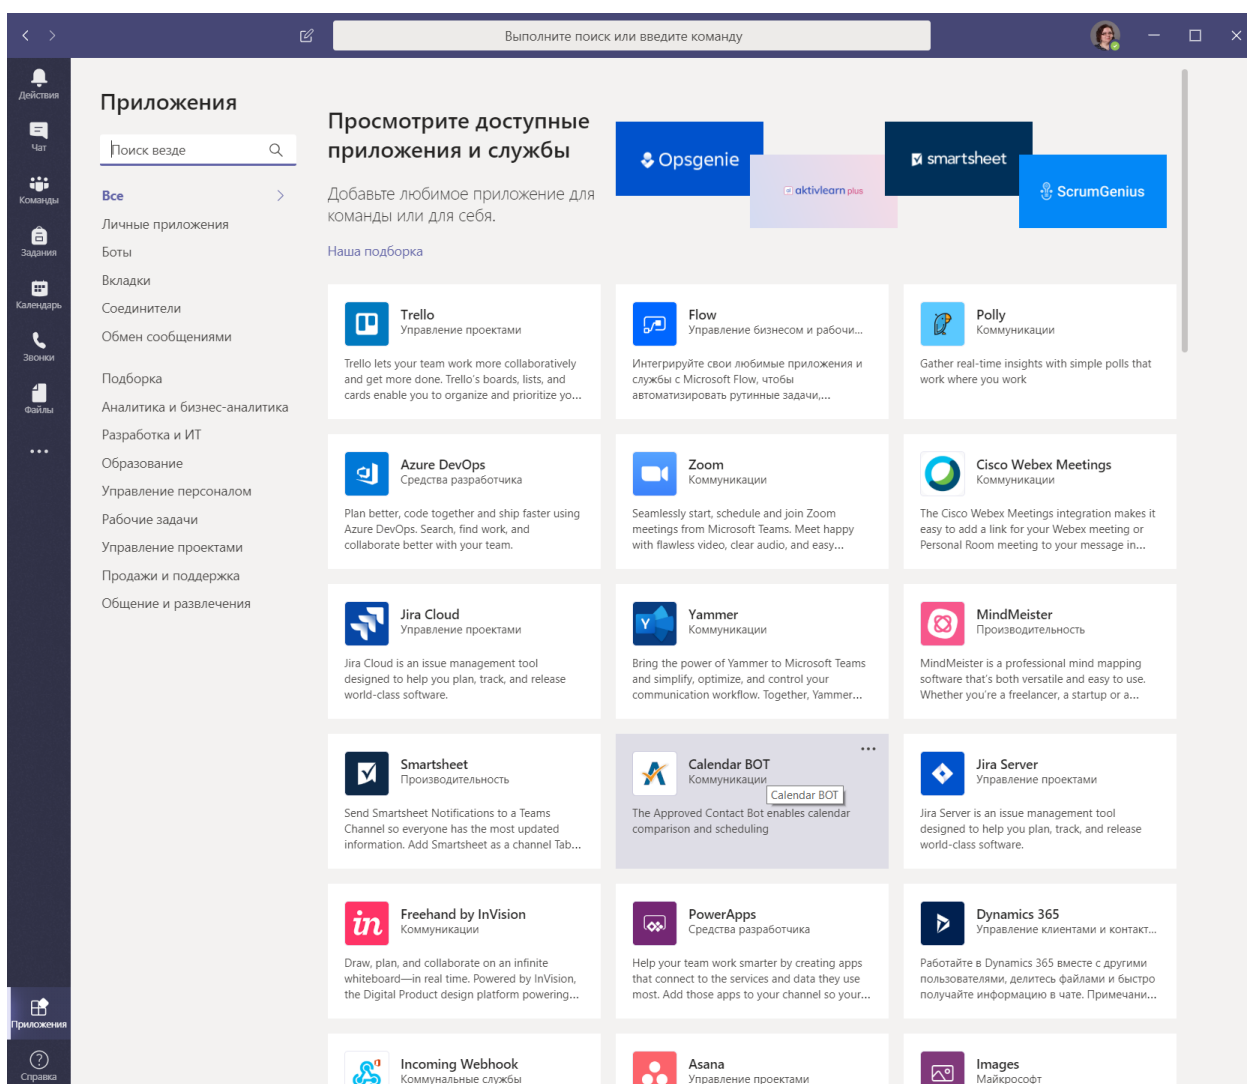 Выполните поиск или введите команду
Действия
Чат
Команды
Задания
Календарь
Звонки
Файлы
Приложения
Справка
Приложения
Поиск везде
Все
Личные приложения
Боты
Вкладки
Соединители
Обмен сообщениями
Подборка
Аналитика и бизнес-аналитика
Разработка и ИТ
Образование
Управление персоналом
Рабочие задачи
Управление проектами
Продажи и поддержка
Общение и развлечения
Просмотрите доступные
приложения и службы
Добавьте любимое приложение для
команды или для себя.
Наша подборка
Opsgenie
aktivlearn plus
smartsheet
ScrumGenius
Trello
Управление проектами
Trello lets your team work more collaboratively
and get more done. Trello's boards, lists, and
cards enable you to organize and prioritize yo...
Flow
Управление бизнесом и рабочи...
Интегрируйте свои любимые приложения и
службы с Microsoft Flow, чтобы
автоматизировать рутинные задачи,...
Polly
Коммуникации
Gather real-time insights with simple polls that
work where you work
Azure DevOps
Средства разработчика
Plan better, code together and ship faster using
Azure DevOps. Search, find work, and
collaborate better with your team.
Zoom
Коммуникации
Seamlessly start, schedule and join Zoom
meetings from Microsoft Teams. Meet happy
with flawless video, clear audio, and easy...
Cisco Webex Meetings
Коммуникации
The Cisco Webex Meetings integration makes it
easy to add a link for your Webex meeting or
Personal Room meeting to your message in...
Jira Cloud
Управление проектами
Jira Cloud is an issue management tool
designed to help you plan, track, and release
world-class software.
Yammer
Коммуникации
Bring the power of Yammer to Microsoft Teams
and simplify, optimize, and control your
communication workflow. Together, Yammer...
MindMeister
Производительность
MindMeister is a professional mind mapping
software that's both versatile and easy to use.
Whether you're a freelancer, a startup or a...
Smartsheet
Производительность
Send Smartsheet Notifications to a Teams
Channel so everyone has the most updated
information. Add Smartsheet as a channel Tab...
Calendar BOT
Коммуникации
Calendar BOT
The Approved Contact Bot enables calendar
comparison and scheduling
Jira Server
Управление проектами
Jira Server is an issue management tool
designed to help you plan, track, and release
world-class software.
in
Freehand by InVision
Коммуникации
Draw, plan, and collaborate on an infinite
whiteboard—in real time. Powered by InVision,
the Digital Product design platform powering...
PowerApps
Средства разработчика
Help your team work smarter by creating apps
that connect to the services and data they use
most. Add those apps to your channel so your...
Dynamics 365
Управление клиентами и контакт...
Работайте в Dynamics 365 вместе с другими
пользователями, делитесь файлами и быстро
получайте информацию в чате. Примечани...
Incoming Webhook
Коммунальные службы
Asana
Управление проектами
Images
Майкрософт